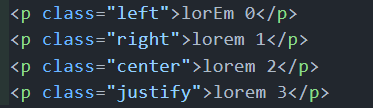 <p class="left">lorEm 0</p>
<p class="right">lorem 1</p>
<p class="center">lorem 2</p>
<p class="justify">lorem 3</p>